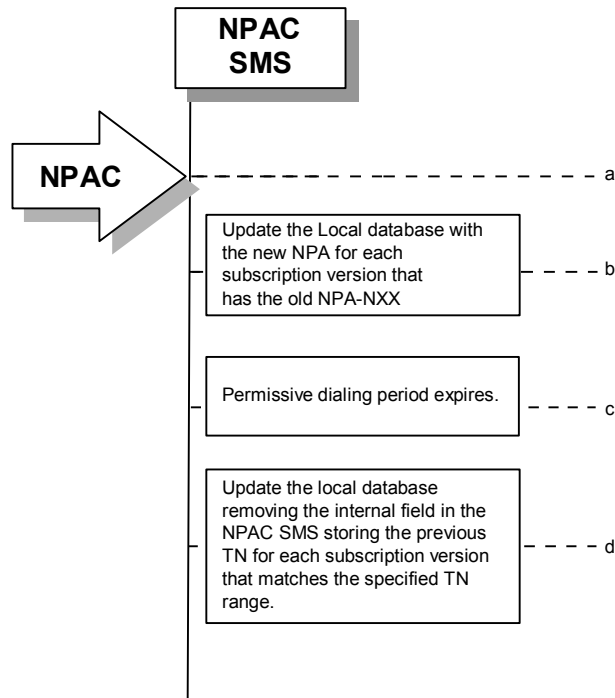 NPAC
SMS
NPAC
a
Update the Local database with
the new NPA for each
subscription version that
has the old NPA-NXX
b
Permissive dialing period expires.
c
Update the local database
removing the internal field in the
NPAC SMS storing the previous
TN for each subscription version
that matches the specified TN
range.
d